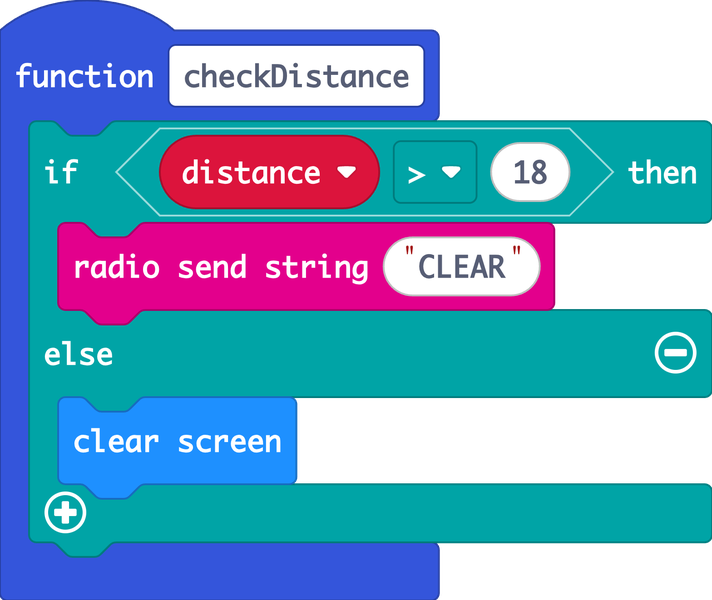 function checkDistance
if distance > 18 then
radio send string "CLEAR"
else
clear screen